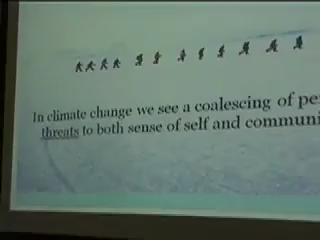 In climate change we see a coalescing of
threats to both sense of self and